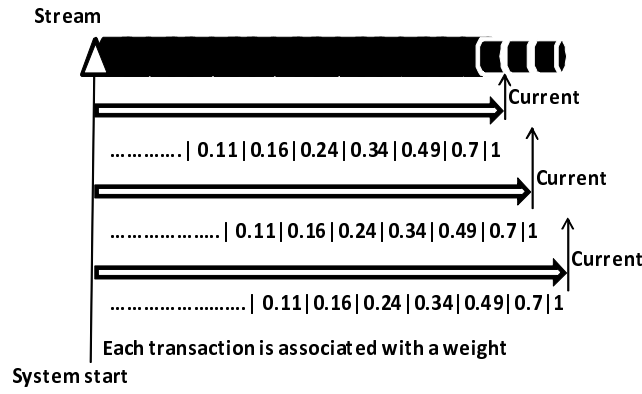 Stream
Current
.............| 0.11|0.16|0.24|0.34|0.49|0.7|1
Current
....................| 0.11|0.16|0.24|0.34|0.49|0.7|1
Current
.........................| 0.11|0.16|0.24|0.34|0.49|0.7|1
Each transaction is associated with a weight
System start